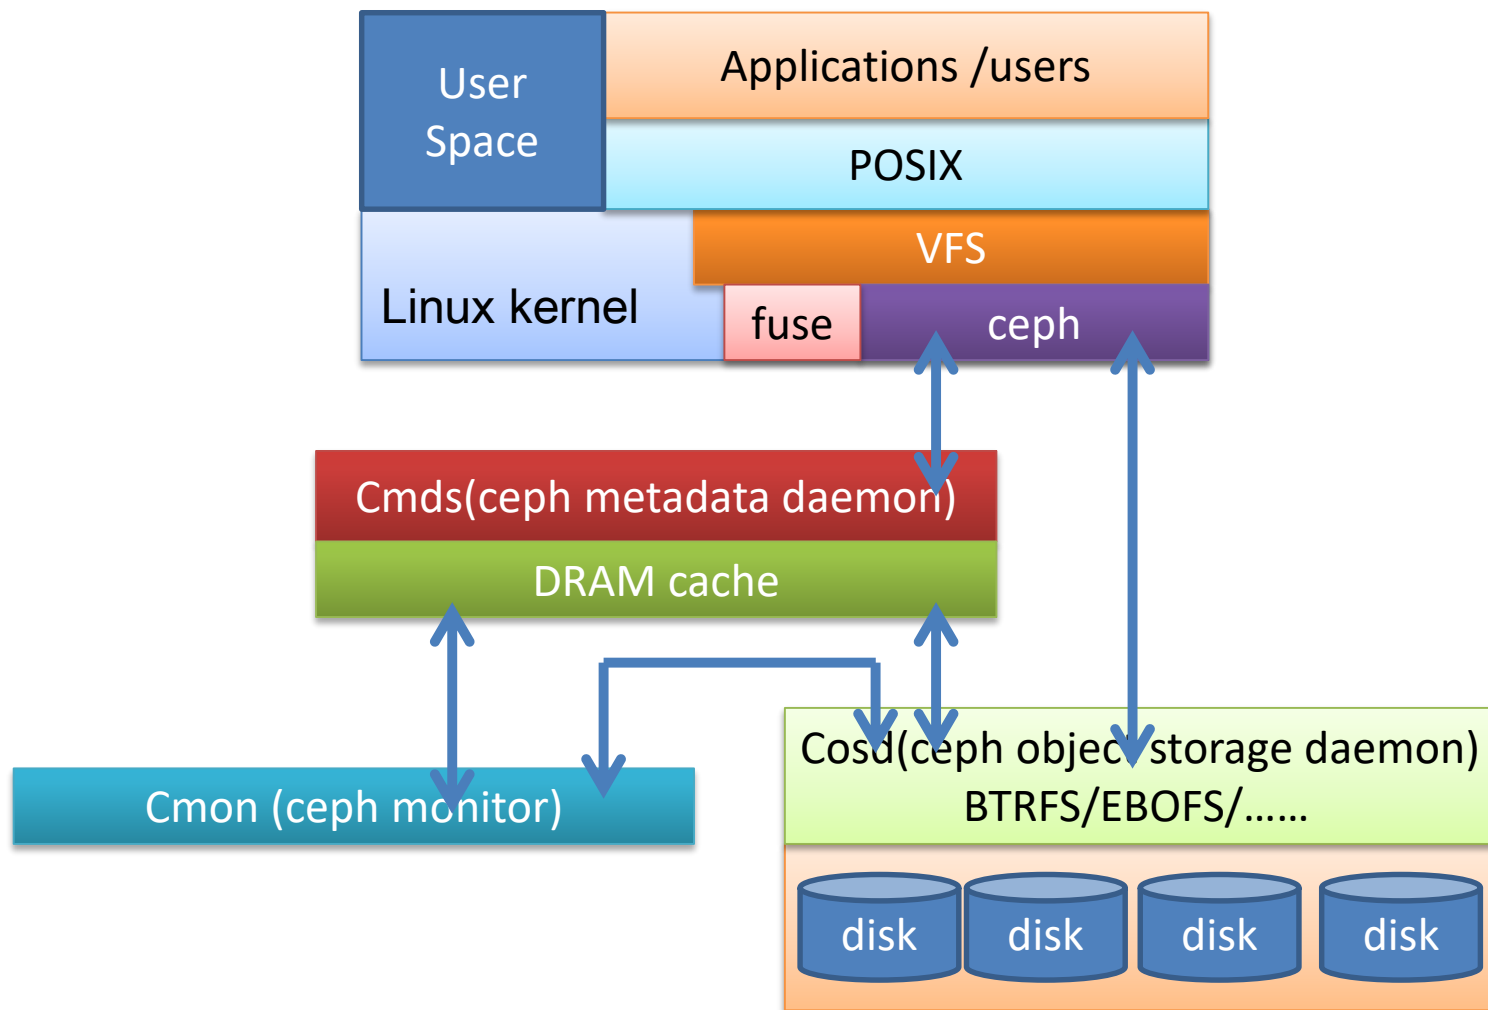 User
Space
Applications /users
POSIX
VFS
Linux kernel
fuse
ceph
Cmds(ceph metadata daemon)
DRAM cache
Cmon (ceph monitor)
Cosd(ceph object storage daemon)
BTRFS/EBOFS/……
disk
disk
disk
disk